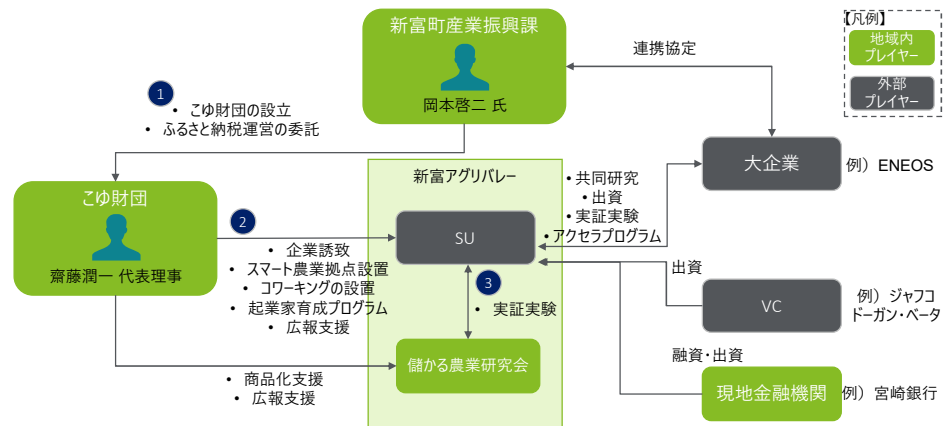 新富町産業振興課
岡本啓二 氏
連携協定
【凡例】
地域内
プレイヤー
外部
プレイヤー
1
• こゆ財団の設立
• ふるさと納税運営の委託
大企業
例）ENEOS
こゆ財団
齋藤潤一 代表理事
2
• 企業誘致
• スマート農業拠点設置
• コワーキングの設置
• 起業家育成プログラム
• 広報支援
新富アグリバレー
SU
• 共同研究
• 出資
• 実証実験
• アクセラプログラム
3
• 実証実験
儲かる農業研究会
出資
VC
例）ジャフコ
ドーガン・ベータ
• 商品化支援
• 広報支援
融資・出資
現地金融機関
例）宮崎銀行